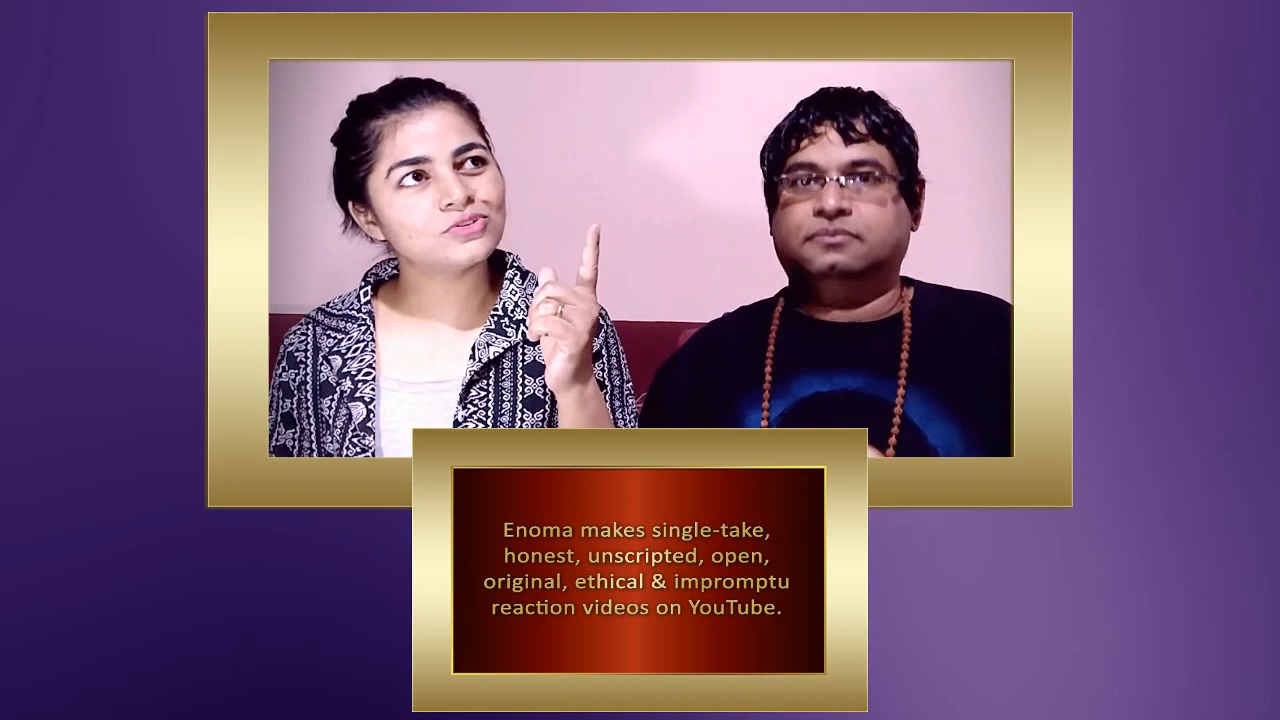 Enoma makes single-take,
honest, unscripted, open,
original, ethical & impromptu
reaction videos on YouTube.